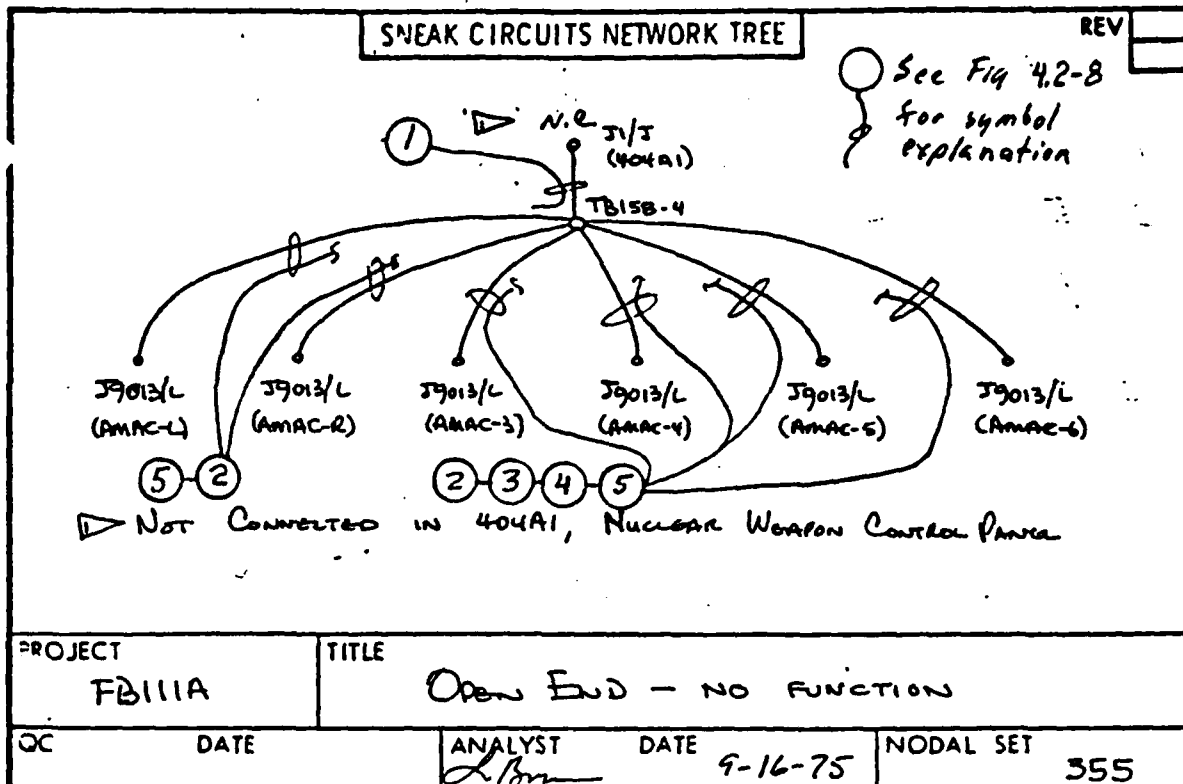 SNEAK CIRCUITS NETWORK TREE
REV
See Fig 4.2-8
for symbol
explanation
1
N.C
J1/J
(404A1)
TB15B-4
J9013/L
(AMAC-L)
J9013/L
(AMAC-R)
J9013/L
(AMAC-3)
J9013/L
(AMAC-4)
J9013/L
(AMAC-5)
J9013/L
(AMAC-6)
5 2
2 3 4 5
1 NOT CONNECTED IN 404A1, NUCLEAR WEAPON CONTROL PANEL
PROJECT
FB111A
TITLE
OPEN END - NO FUNCTION
QC DATE
ANALYST DATE 9-16-75
NODAL SET 355